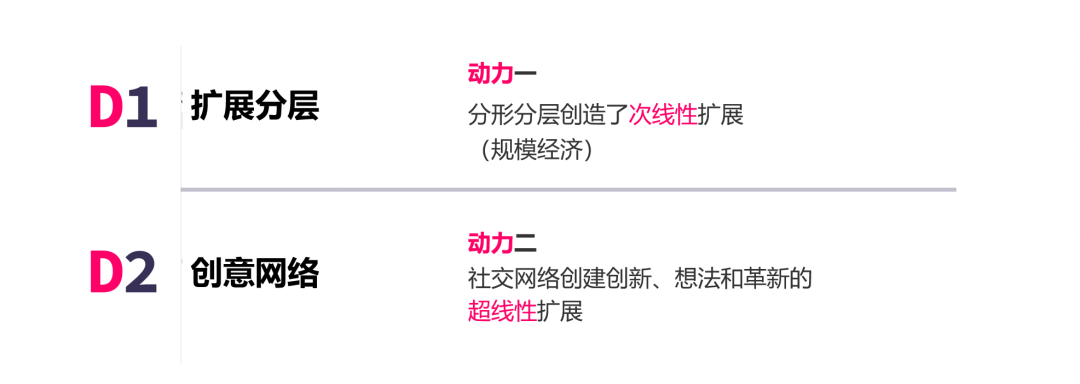 D1
扩展分层
动力一
分形分层创造了次线性扩展
（规模经济）
D2
创意网络
动力二
社交网络创建创新、想法和革新的
超线性扩展